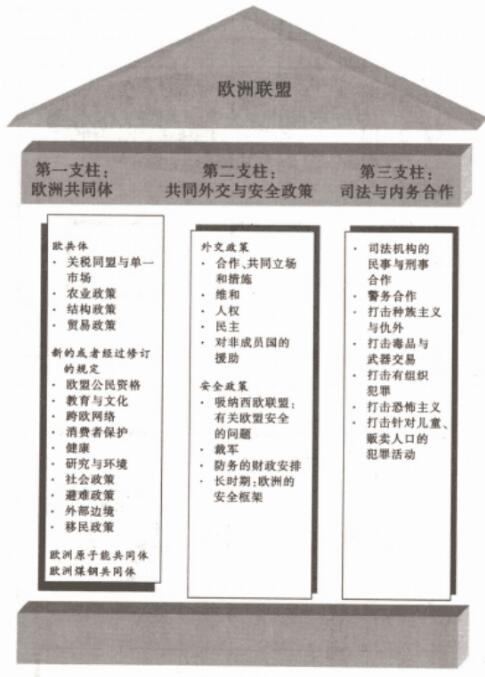 欧洲联盟
第一支柱：
欧洲共同体
第二支柱：
共同外交与安全政策
第三支柱：
司法与内务合作
欧共体
· 关税同盟与单一
市场
· 农业政策
· 结构政策
· 贸易政策
新的或者经过修订
的规定
· 欧盟公民资格
· 教育与文化
· 跨欧网络
· 消费者保护
· 健康
· 研究与环境
· 社会政策
· 避难政策
· 外部边境
· 移民政策
欧洲原子能共同体
欧洲煤钢共同体
外交政策
· 合作、共同立场
和措施
· 维和
· 人权
· 民主
· 对非成员国的
援助
安全政策
· 吸纳西欧联盟：
有关欧盟安全
的问题
· 裁军
· 防务的财政安排
· 长时期：欧洲的
安全框架
· 司法机构的
民事与刑事
合作
· 警务合作
· 打击种族主义
与仇外
· 打击毒品与
武器交易
· 打击有组织
犯罪
· 打击恐怖主义
· 打击针对儿童、
贩卖人口的
犯罪活动